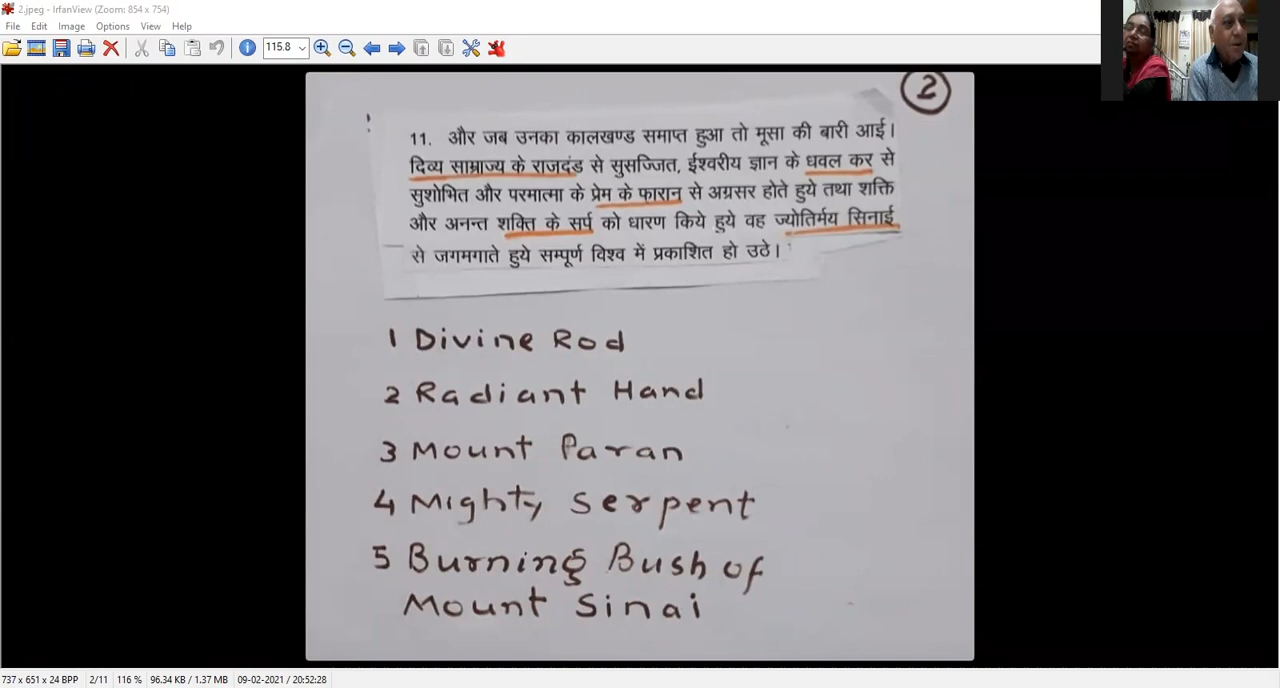 2.jpeg - IrfanView (Zoom: 854 x 754)
File Edit Image Options View Help
115.8
2
11. और जब उनका कालखण्ड समाप्त हुआ तो मूसा की बारी आई।
दिव्य साम्राज्य के राजदंड से सुसज्जित, ईश्वरीय ज्ञान के धवल कर से
सुशोभित और परमात्मा के प्रेम के फ़ारान से अग्रसर होते हुये तथा शक्ति
और अनन्त शक्ति के सर्प को धारण किये हुये वह ज्योतिर्मय सिनाई
से जगमगाते हुये सम्पूर्ण विश्व में प्रकाशित हो उठे।
1 Divine Rod
2 Radiant Hand
3 Mount Paran
4 Mighty Serpent
5 Burning Bush of
Mount Sinai
737 x 651 x 24 BPP 2/11 116 % 96.34 KB / 1.37 MB 09-02-2021 / 20:52:28